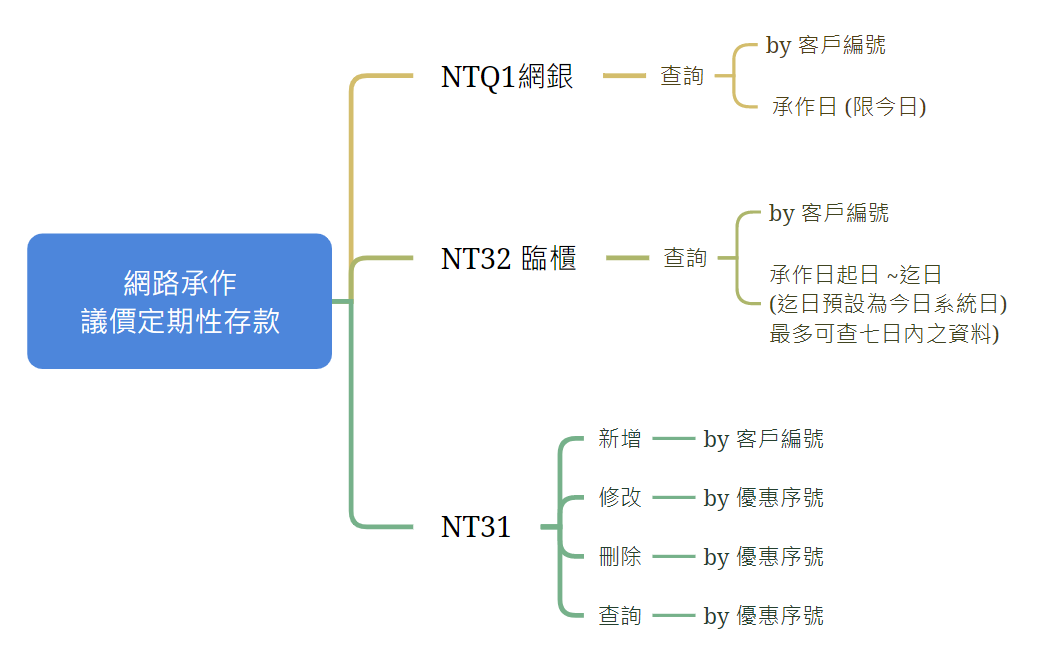 網路承作
議價定期性存款
NTQ1網銀
查詢
by 客戶編號
承作日 (限今日)
NT32 臨櫃
查詢
by 客戶編號
承作日起日 ~迄日
(迄日預設為今日系統日)
最多可查七日內之資料)
NT31
新增
by 客戶編號
修改
by 優惠序號
刪除
by 優惠序號
查詢
by 優惠序號